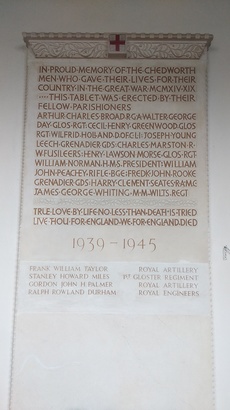 IN·PROUD·MEMORY·OF·THE·CHEDWORTH
MEN·WHO·GAVE·THEIR·LIVES·FOR·THEIR
COUNTRY·IN·THE·GREAT·WAR·MCMXIV·XIX·
····THIS·TABLET·WAS·ERECTED·BY·THEIR
FELLOW·PARISHIONERS
ARTHUR·CHARLES·BROAD·R·G·A·WALTER·GEORGE
DAY·GLOS·RGT·CECIL·HENRY·GREENWOOD·GLOS
RGT·WILFRID·HOB AND·D·OF·C·L·I·JOSEPH·YOUNG
LEECH·GRENADIER·GDS·CHARLES·MARSTON·R·
W·FUSILEERS·HENRY·LAWSON·MORSE·GLOS·RGT
WILLIAM·NORMAN·H·M·S·PRESIDENT·WILLIAM
JOHN·PEACHEY·RIFLE·BGE·FREDK·JOHN·ROOKE
GRENADIER·GDS·HARRY·CLEMENT·SEATES·R·A·M·C
JAMES·GEORGE·WHITING·M·M·WILTS·REGT
TRUE·LOVE·BY·LIFE·NO·LESS·THAN·DEATH·IS·TRIED
LIVE·THOU·FOR·ENGLAND·WE·FOR·ENGLAND·DIED
1939 - 1945
FRANK WILLIAM TAYLOR ROYAL ARTILLERY
STANLEY HOWARD MILES 1ST GLOSTER REGIMENT
GORDON JOHN H. PALMER ROYAL ARTILLERY
RALPH ROWLAND DURHAM ROYAL ENGINEERS